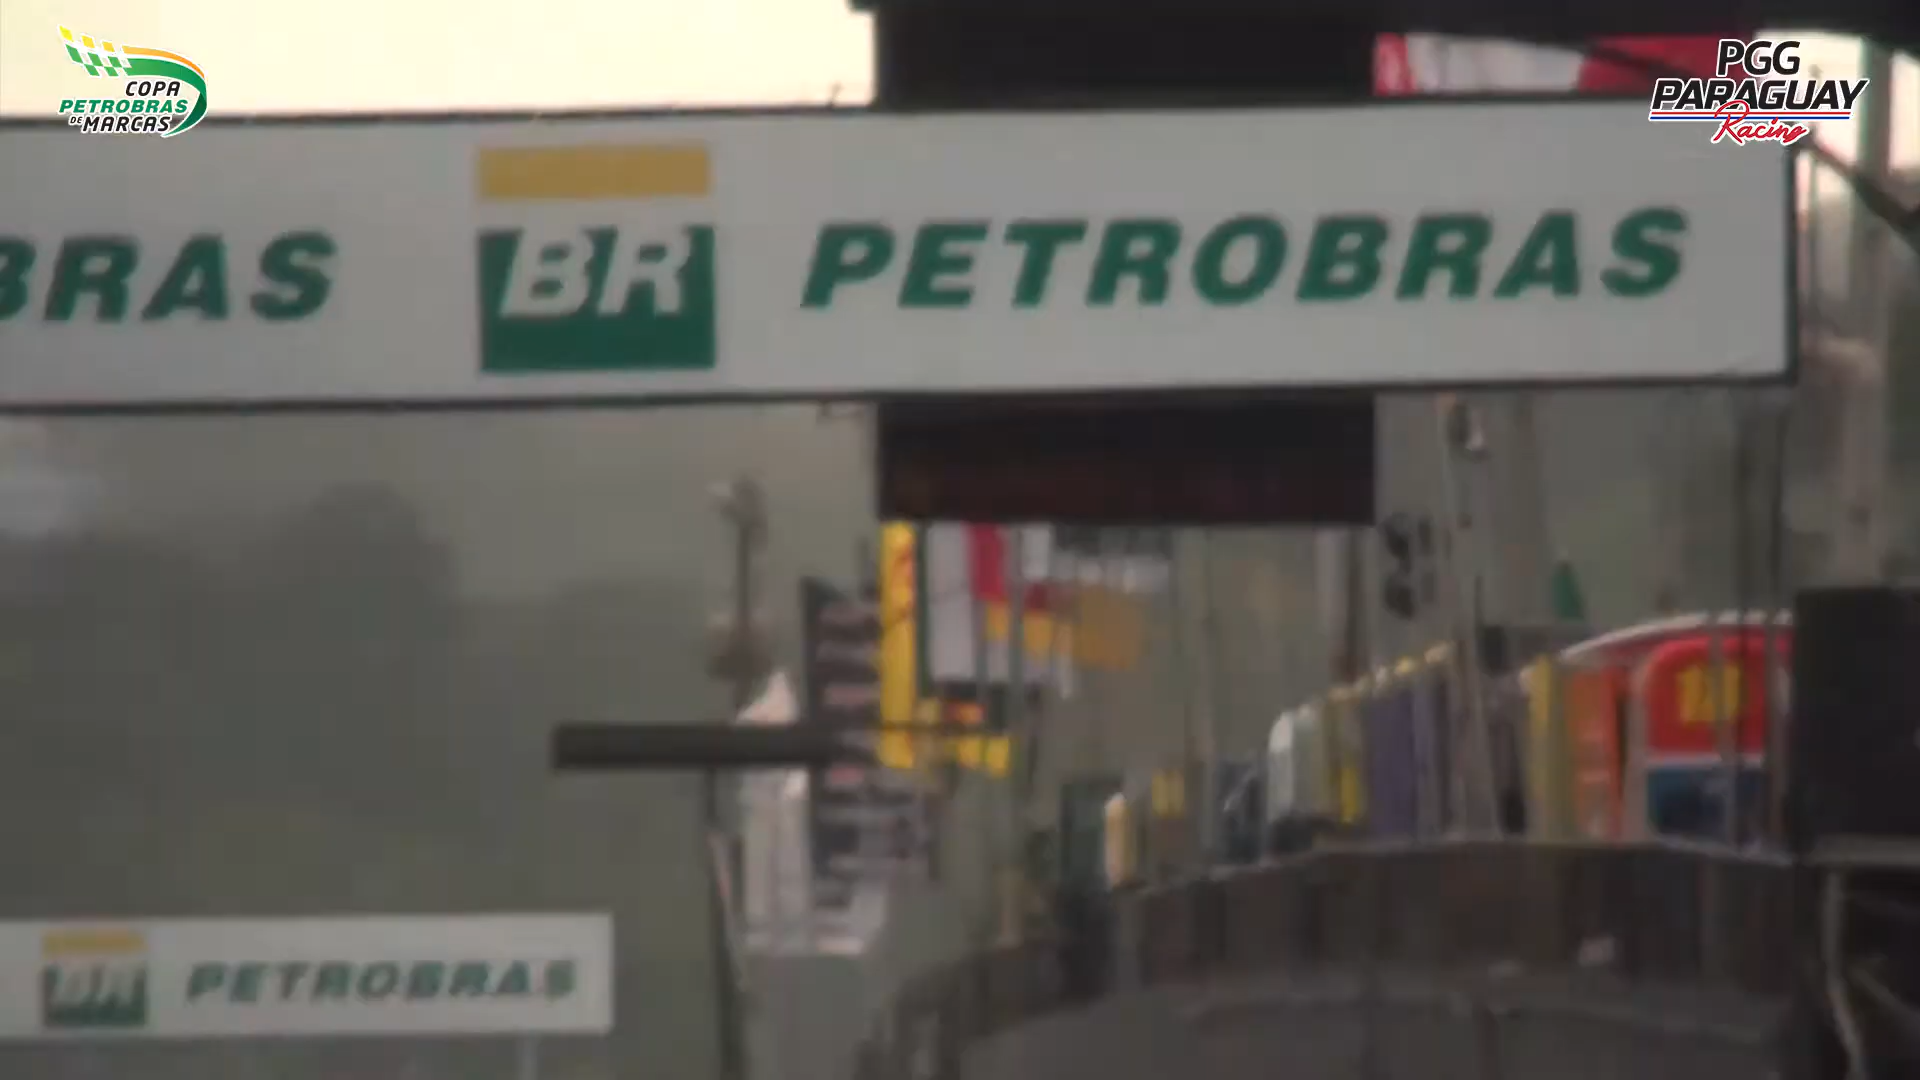 COPA
PETROBRAS
DE MARCAS
PGG
PARAGUAY
Racing
BRAS BR PETROBRAS
BR PETROBRAS